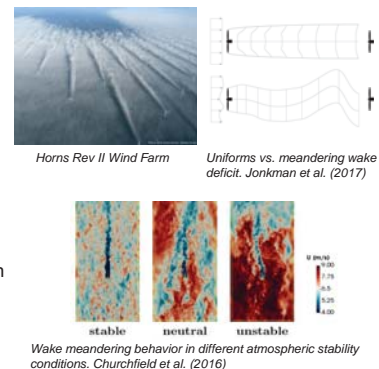 Horns Rev II Wind Farm
Uniforms vs. meandering wake
deficit. Jonkman et al. (2017)
n
U (m/s)
9.00
7.75
6.5
5.25
4.00
stable
neutral
unstable
Wake meandering behavior in different atmospheric stability
conditions. Churchfield et al. (2016)